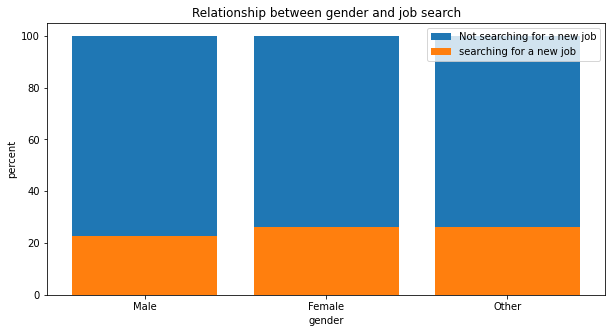 Relationship between gender and job search
Not searching for a new job
searching for a new job
percent
100
80
60
40
20
0
Male
Female
Other
gender